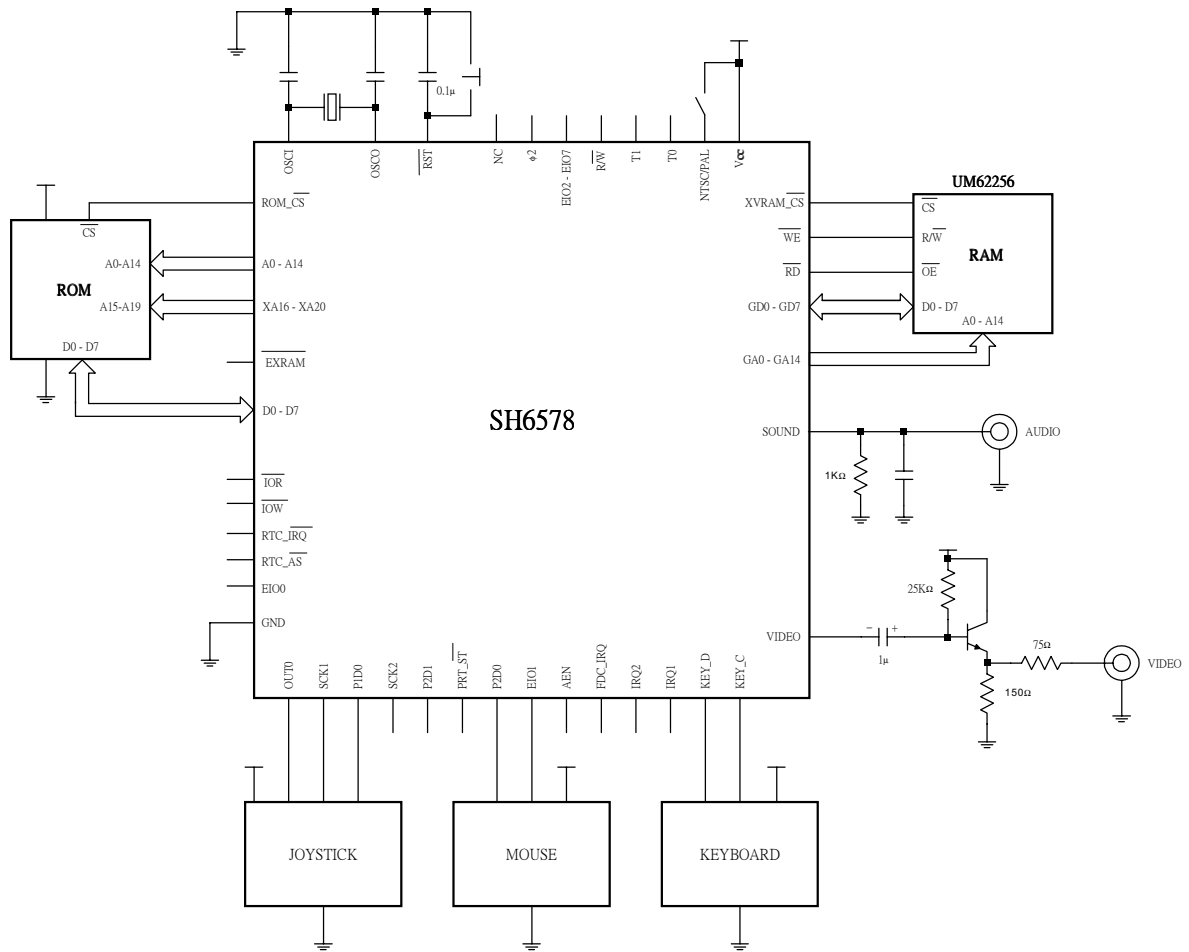 0.1μ
OSCI
OSCO
RST
NC
φ2
EIO2 - EIO7
R/W
T1
T0
NTSC/PAL
Vcc
UM62256
ROM_CS
XVRAM_CS
CS
CS
WE
R/W
A0-A14
A0 - A14
RAM
ROM
RD
OE
A15-A19
XA16 - XA20
GD0 - GD7
D0 - D7
A0 - A14
D0 - D7
EXRAM
GA0 - GA14
D0 - D7
SH6578
SOUND
AUDIO
1KΩ
IOR
IOW
RTC_IRQ
RTC_AS
EIO0
25KΩ
GND
VIDEO
− +
1μ
75Ω
VIDEO
150Ω
OUT0
SCK1
P1D0
SCK2
P2D1
PRT_ST
P2D0
EIO1
AEN
FDC_IRQ
IRQ2
IRQ1
KEY_D
KEY_C
JOYSTICK
MOUSE
KEYBOARD